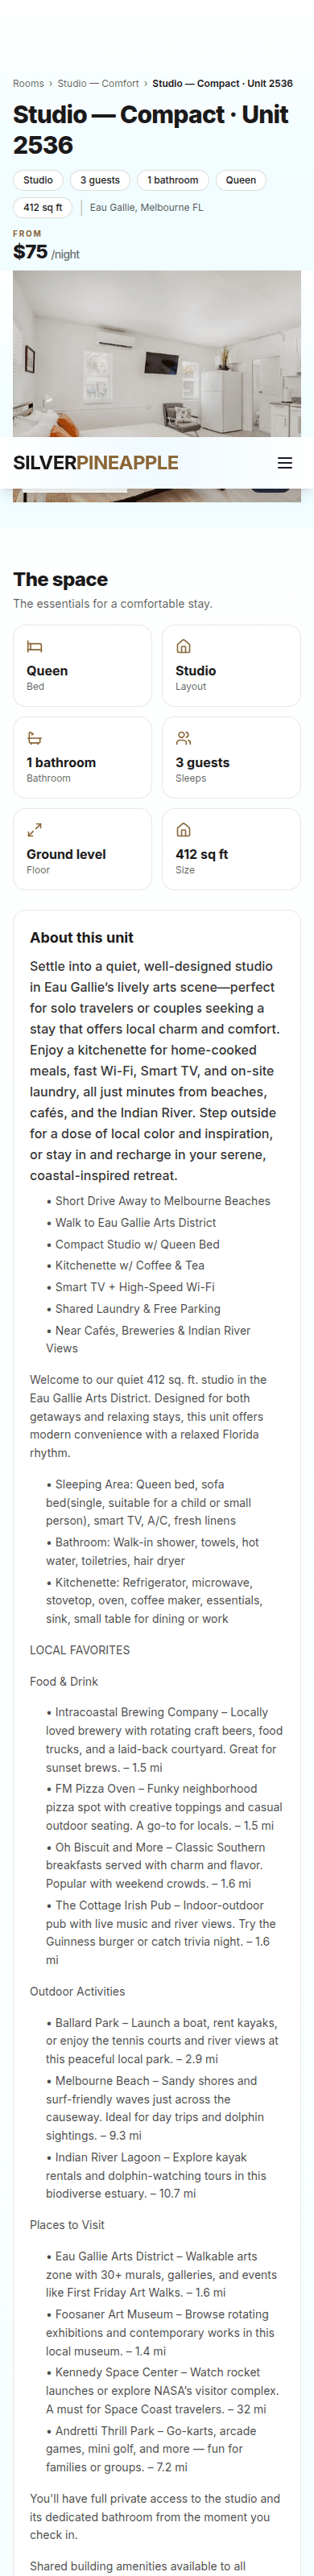 Rooms › Studio — Comfort › Studio — Compact · Unit 2536
Studio — Compact · Unit
2536
Studio
3 guests
1 bathroom
Queen
412 sq ft
Eau Gallie, Melbourne FL
FROM
$75 /night
SILVERPINEAPPLE
The space
The essentials for a comfortable stay.
Queen
Bed
Studio
Layout
1 bathroom
Bathroom
3 guests
Sleeps
Ground level
Floor
412 sq ft
Size
About this unit
Settle into a quiet, well-designed studio
in Eau Gallie’s lively arts scene—perfect
for solo travelers or couples seeking a
stay that offers local charm and comfort.
Enjoy a kitchenette for home-cooked
meals, fast Wi-Fi, Smart TV, and on-site
laundry, all just minutes from beaches,
cafés, and the Indian River. Step outside
for a dose of local color and inspiration,
or stay in and recharge in your serene,
coastal-inspired retreat.
• Short Drive Away to Melbourne Beaches
• Walk to Eau Gallie Arts District
• Compact Studio w/ Queen Bed
• Kitchenette w/ Coffee & Tea
• Smart TV + High-Speed Wi-Fi
• Shared Laundry & Free Parking
• Near Cafés, Breweries & Indian River
Views
Welcome to our quiet 412 sq. ft. studio in the
Eau Gallie Arts District. Designed for both
getaways and relaxing stays, this unit offers
modern convenience with a relaxed Florida
rhythm.
• Sleeping Area: Queen bed, sofa
bed(single, suitable for a child or small
person), smart TV, A/C, fresh linens
• Bathroom: Walk-in shower, towels, hot
water, toiletries, hair dryer
• Kitchenette: Refrigerator, microwave,
stovetop, oven, coffee maker, essentials,
sink, small table for dining or work
LOCAL FAVORITES
Food & Drink
• Intracoastal Brewing Company – Locally
loved brewery with rotating craft beers, food
trucks, and a laid-back courtyard. Great for
sunset brews. – 1.5 mi
• FM Pizza Oven – Funky neighborhood
pizza spot with creative toppings and casual
outdoor seating. A go-to for locals. – 1.5 mi
• Oh Biscuit and More – Classic Southern
breakfasts served with charm and flavor.
Popular with weekend crowds. – 1.6 mi
• The Cottage Irish Pub – Indoor-outdoor
pub with live music and river views. Try the
Guinness burger or catch trivia night. – 1.6
mi
Outdoor Activities
• Ballard Park – Launch a boat, rent kayaks,
or enjoy the tennis courts and river views at
this peaceful local park. – 2.9 mi
• Melbourne Beach – Sandy shores and
surf-friendly waves just across the
causeway. Ideal for day trips and dolphin
sightings. – 9.3 mi
• Indian River Lagoon – Explore kayak
rentals and dolphin-watching tours in this
biodiverse estuary. – 10.7 mi
Places to Visit
• Eau Gallie Arts District – Walkable arts
zone with 30+ murals, galleries, and events
like First Friday Art Walks. – 1.6 mi
• Foosaner Art Museum – Browse rotating
exhibitions and contemporary works in this
local museum. – 1.4 mi
• Kennedy Space Center – Watch rocket
launches or explore NASA’s visitor complex.
A must for Space Coast travelers. – 32 mi
• Andretti Thrill Park – Go-karts, arcade
games, mini golf, and more — fun for
families or groups. – 7.2 mi
You'll have full private access to the studio and
its dedicated bathroom from the moment you
check in.
Shared building amenities available to all